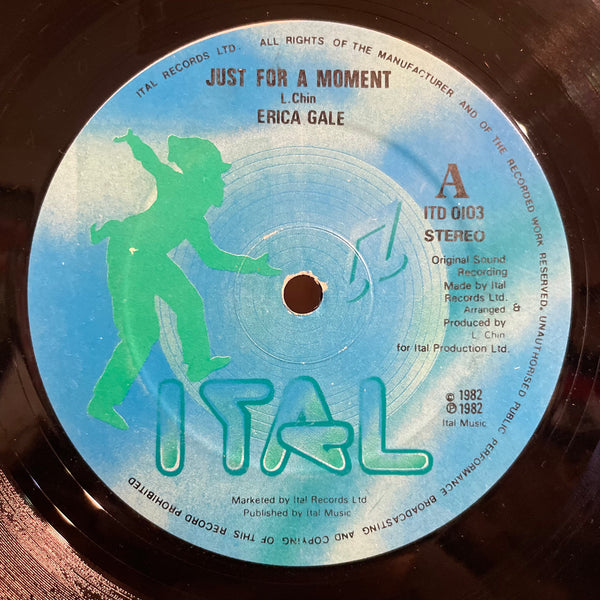 ITAL RECORDS LTD. ALL RIGHTS OF THE MANUFACTURER AND OF THE RECORDED WORK RESERVED. UNAUTHORISED PUBLIC PERFORMANCE BROADCASTING AND COPYING OF THIS RECORD PROHIBITED
JUST FOR A MOMENT
L.Chin
ERICA GALE
A
ITD 0103
STEREO
Original Sound
Recording
Made by Ital
Records Ltd.
Arranged &
Produced by
L. Chin
for Ital Production Ltd.
© 1982
℗ 1982
Ital Music
ITAL
Marketed by Ital Records Ltd
Published by Ital Music